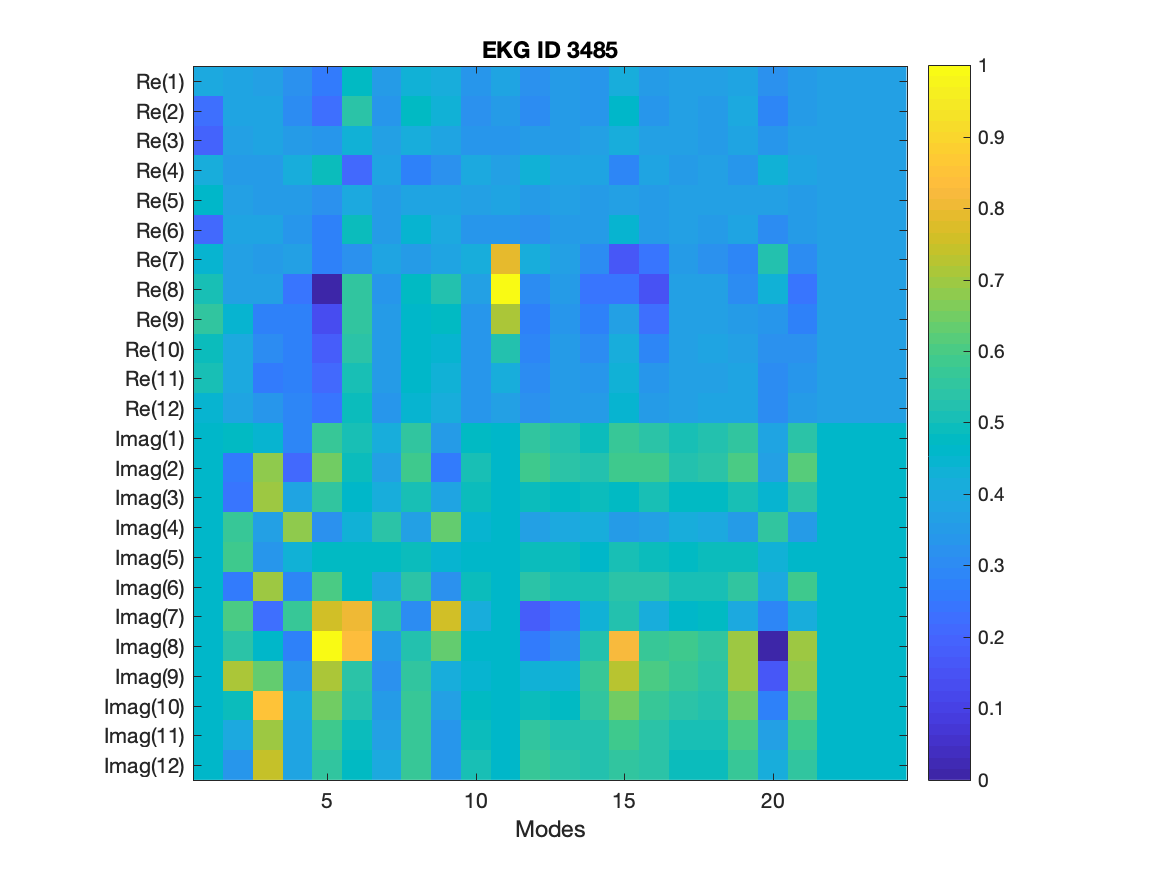 EKG ID 3485
Re(1)
Re(2)
Re(3)
Re(4)
Re(5)
Re(6)
Re(7)
Re(8)
Re(9)
Re(10)
Re(11)
Re(12)
Imag(1)
Imag(2)
Imag(3)
Imag(4)
Imag(5)
Imag(6)
Imag(7)
Imag(8)
Imag(9)
Imag(10)
Imag(11)
Imag(12)
5 10 15 20
Modes
1
0.9
0.8
0.7
0.6
0.5
0.4
0.3
0.2
0.1
0